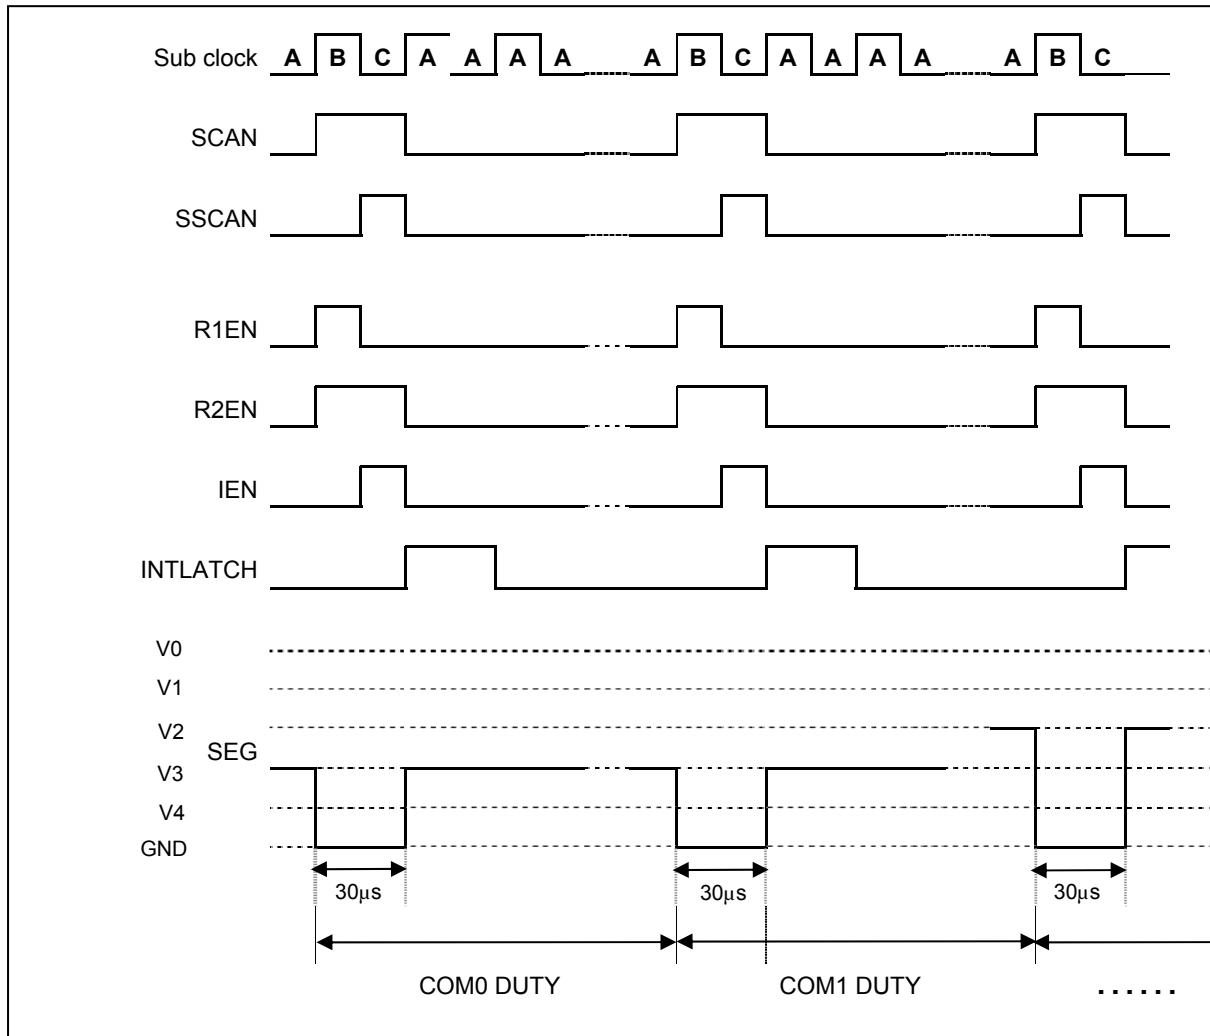 Sub clock A B C A A A A A B C A A A A A B C
SCAN
SSCAN
R1EN
R2EN
IEN
INTLATCH
V0
V1
V2
SEG
V3
V4
GND
30μs 30μs 30μs
COM0 DUTY COM1 DUTY ......